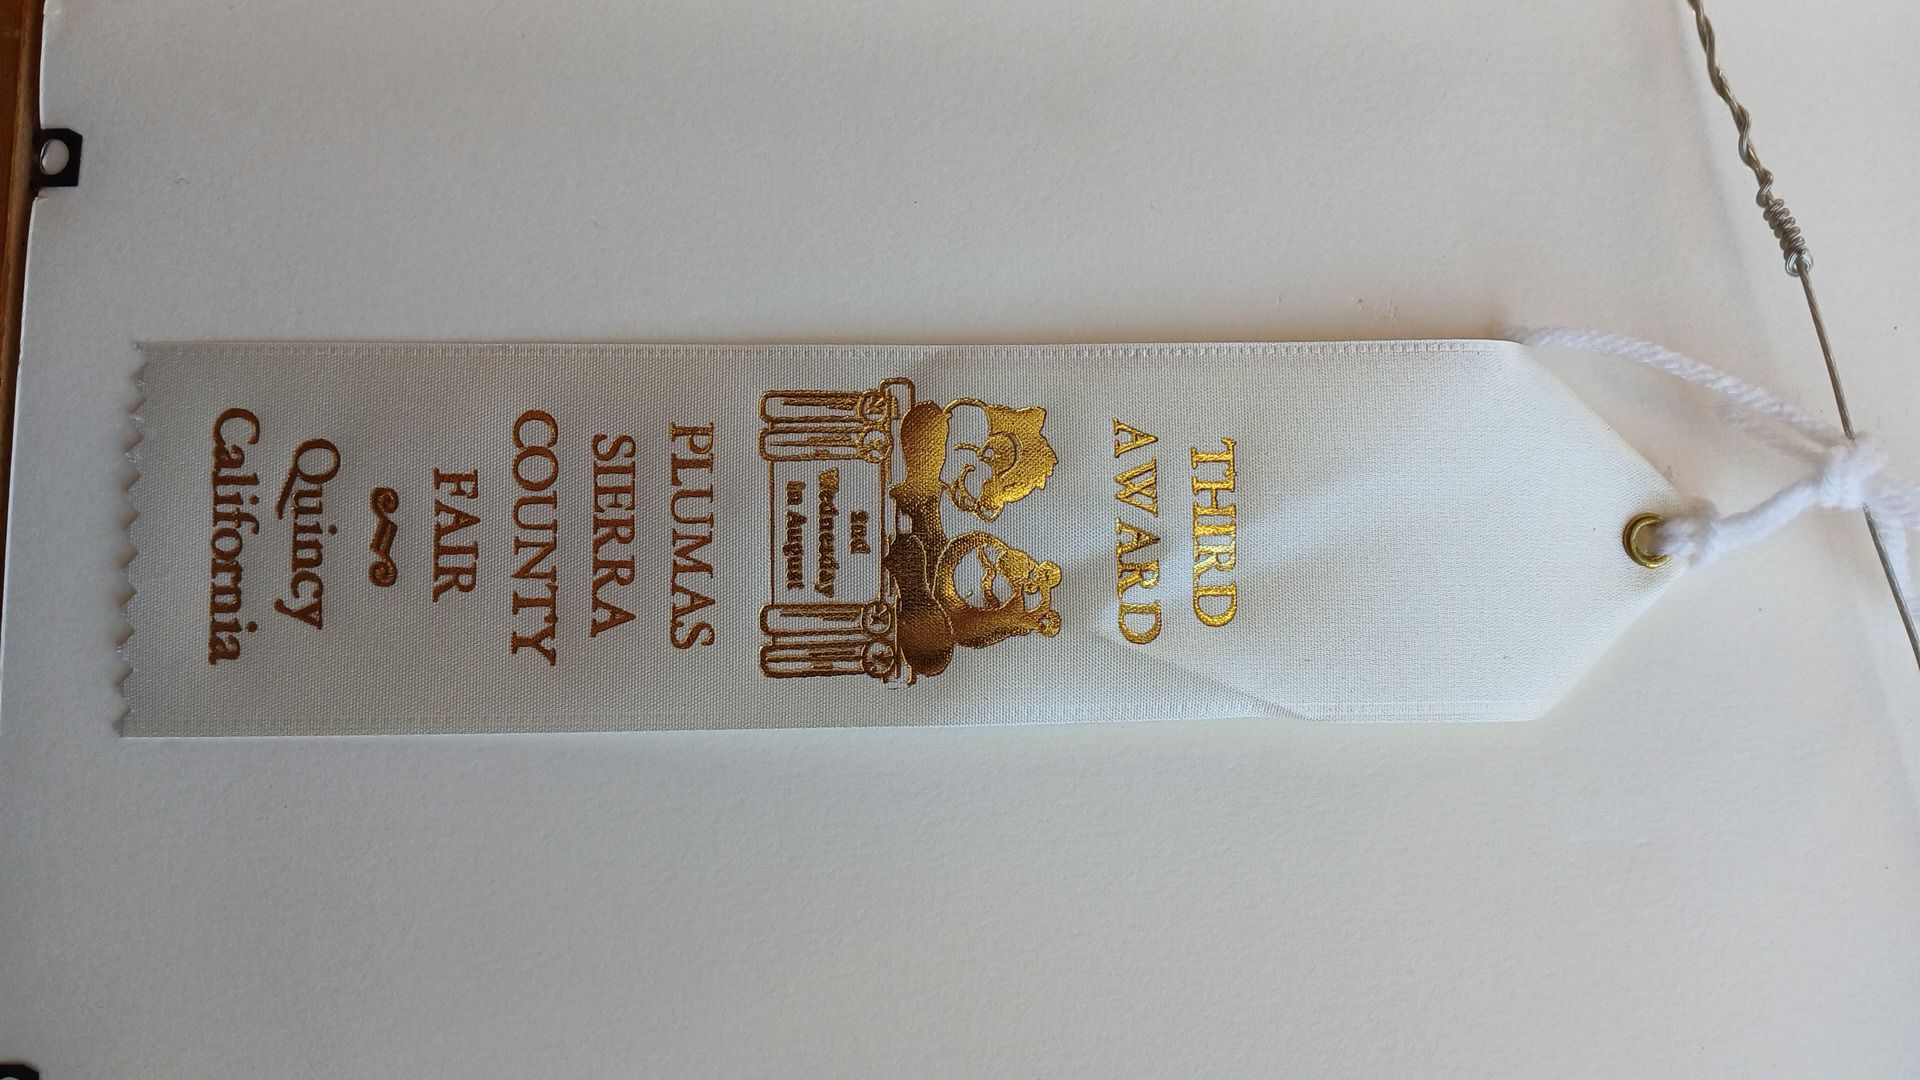 THIRD
AWARD
2nd
Wednesday
in August
PLUMAS
SIERRA
COUNTY
FAIR
Quincy
California